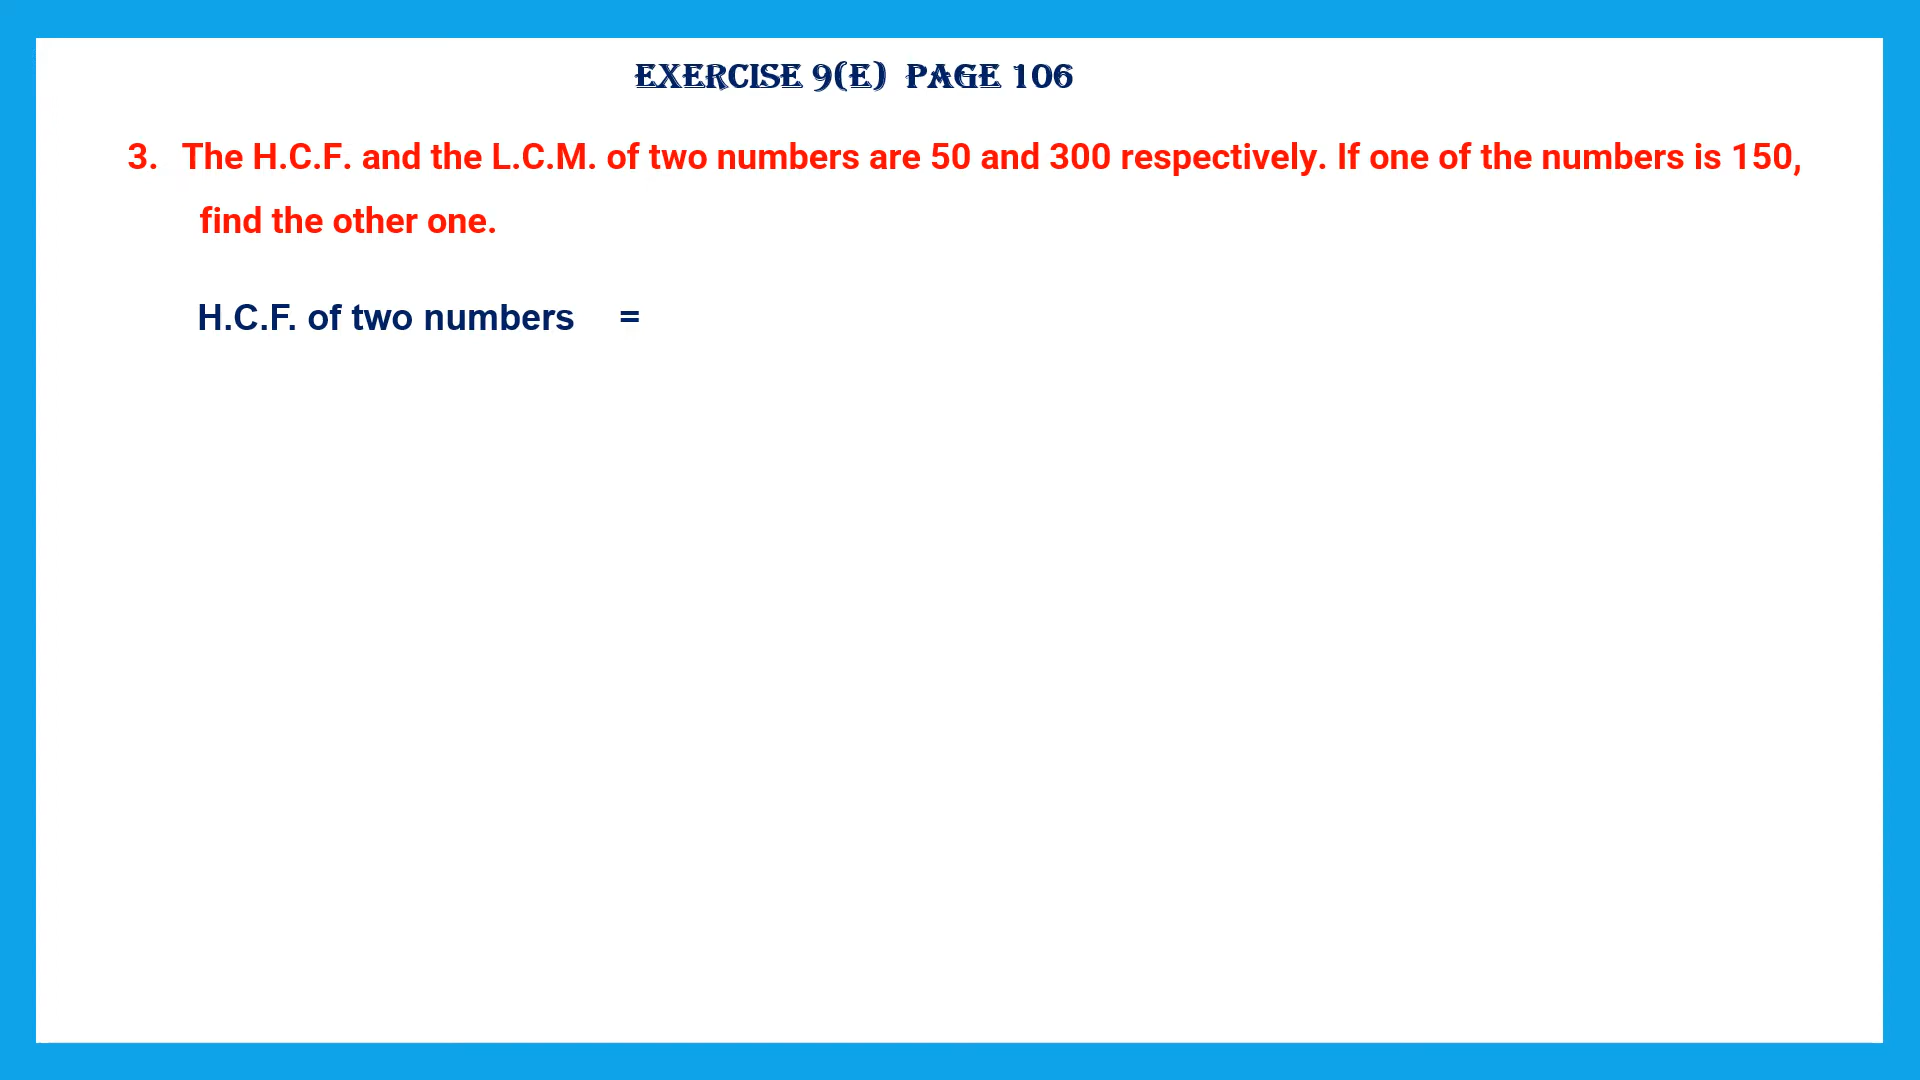 EXERCISE 9(E) PAGE 106
3. The H.C.F. and the L.C.M. of two numbers are 50 and 300 respectively. If one of the numbers is 150,
find the other one.
H.C.F. of two numbers =